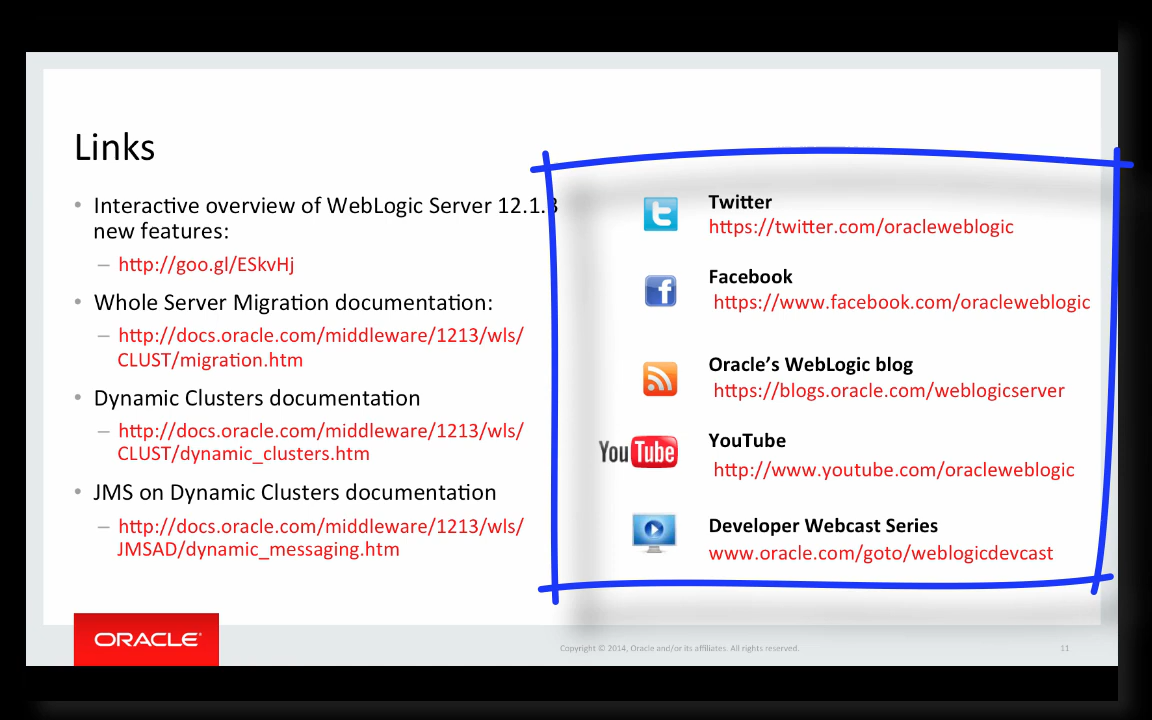 Links
• Interactive overview of WebLogic Server 12.1.3
new features:
– http://goo.gl/ESkvHj
• Whole Server Migration documentation:
– http://docs.oracle.com/middleware/1213/wls/
CLUST/migration.htm
• Dynamic Clusters documentation
– http://docs.oracle.com/middleware/1213/wls/
CLUST/dynamic_clusters.htm
• JMS on Dynamic Clusters documentation
– http://docs.oracle.com/middleware/1213/wls/
JMSAD/dynamic_messaging.htm
Twitter
https://twitter.com/oracleweblogic
Facebook
https://www.facebook.com/oracleweblogic
Oracle’s WebLogic blog
https://blogs.oracle.com/weblogicserver
YouTube
YouTube
http://www.youtube.com/oracleweblogic
Developer Webcast Series
www.oracle.com/goto/weblogicdevcast
ORACLE
Copyright © 2014, Oracle and/or its affiliates. All rights reserved.
11